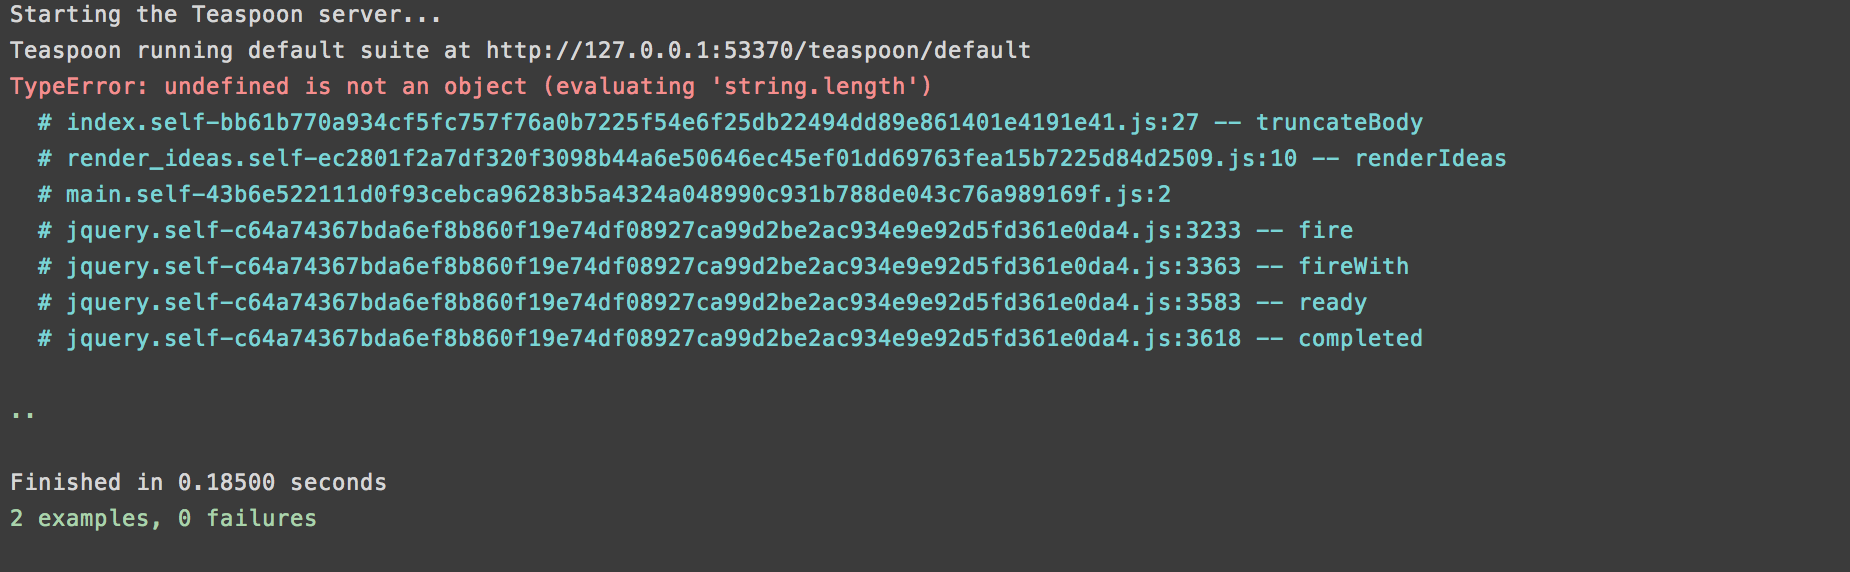 Starting the Teaspoon server...
Teaspoon running default suite at http://127.0.0.1:53370/teaspoon/default
TypeError: undefined is not an object (evaluating 'string.length')
# index.self-bb61b770a934cf5fc757f76a0b7225f54e6f25db22494dd89e861401e4191e41.js:27 -- truncateBody
# render_ideas.self-ec2801f2a7df320f3098b44a6e50646ec45ef01dd69763fea15b7225d84d2509.js:10 -- renderIdeas
# main.self-43b6e522111d0f93cebca96283b5a4324a048990c931b788de043c76a989169f.js:2
# jquery.self-c64a74367bda6ef8b860f19e74df08927ca99d2be2ac934e9e92d5fd361e0da4.js:3233 -- fire
# jquery.self-c64a74367bda6ef8b860f19e74df08927ca99d2be2ac934e9e92d5fd361e0da4.js:3363 -- fireWith
# jquery.self-c64a74367bda6ef8b860f19e74df08927ca99d2be2ac934e9e92d5fd361e0da4.js:3583 -- ready
# jquery.self-c64a74367bda6ef8b860f19e74df08927ca99d2be2ac934e9e92d5fd361e0da4.js:3618 -- completed
..
Finished in 0.18500 seconds
2 examples, 0 failures